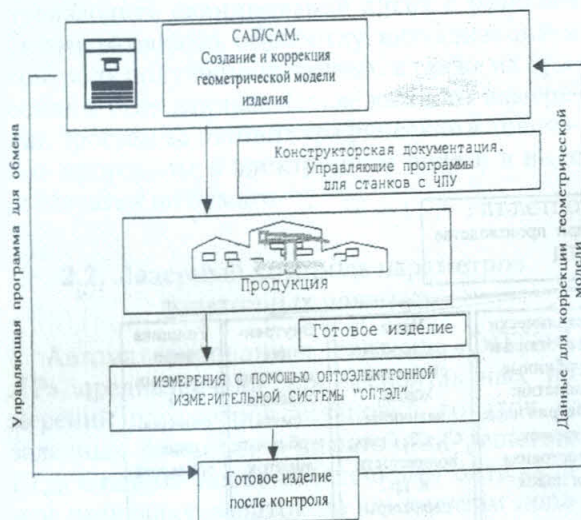 CAD/CAM.
Создание и коррекция
геометрической модели
изделия
Конструкторская документация.
Управляющие программы
для станков с ЧПУ
Продукция
Готовое изделие
ИЗМЕРЕНИЯ С ПОМОЩЬЮ ОПТОЭЛЕКТРОННОЙ
ИЗМЕРИТЕЛЬНОЙ СИСТЕМЫ "ОПТЭЛ"
Готовое изделие
после контроля
Управляющая программа для обмена
Данные для коррекции геометрической
модели